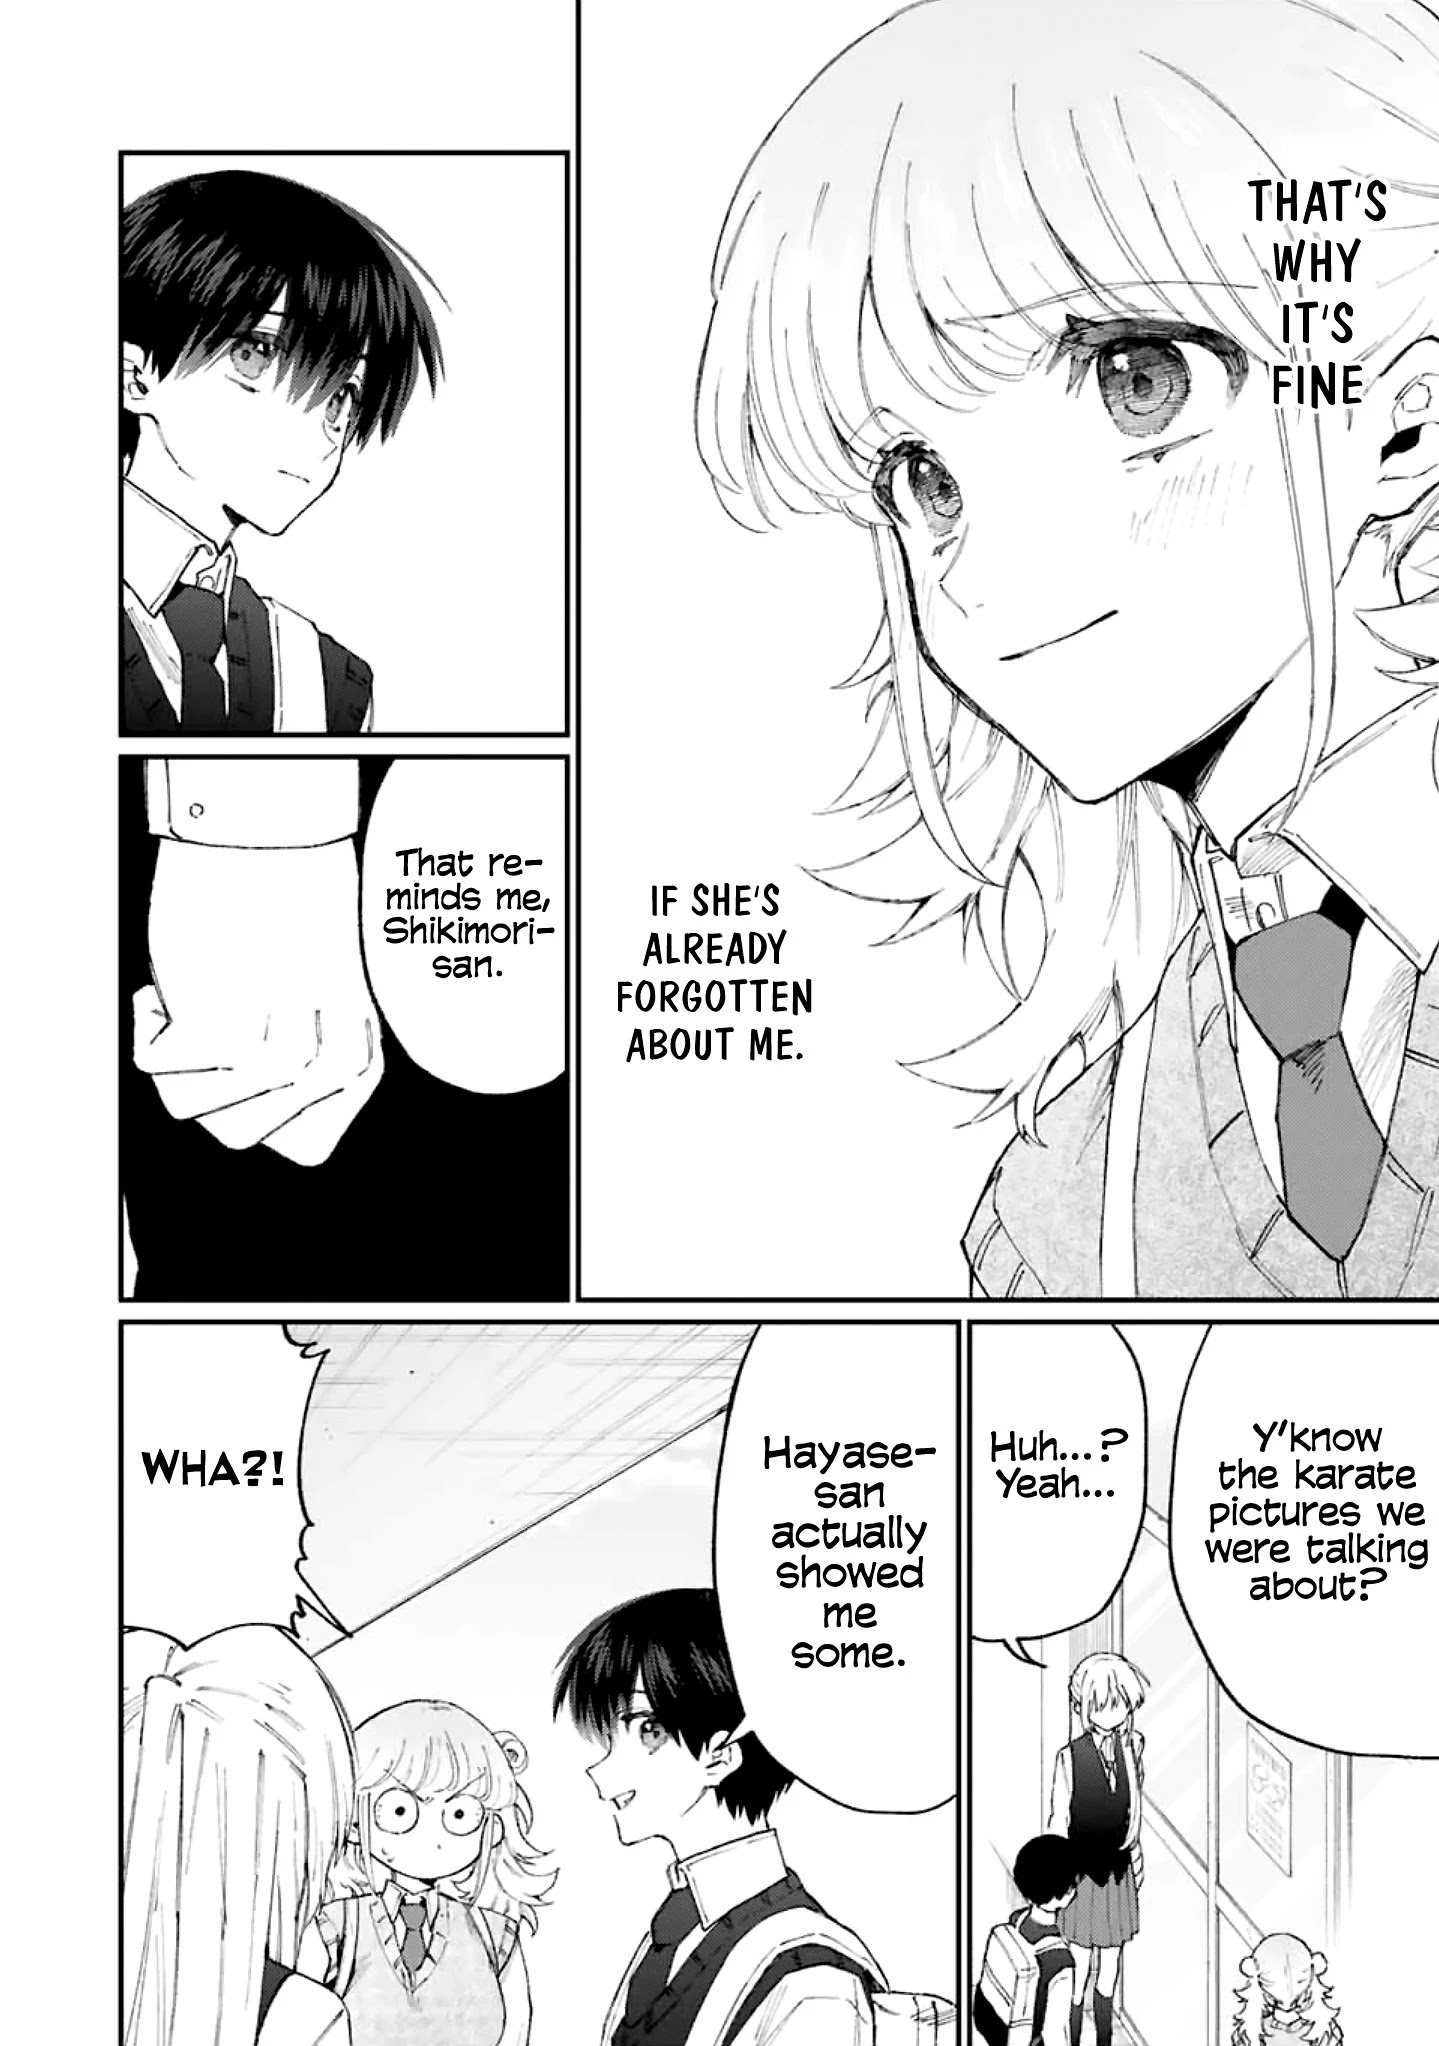 THAT'S
WHY
IT'S
FINE
IF SHE'S
ALREADY
FORGOTTEN
ABOUT ME.
That re-
minds me,
Shikimori-
san.
Y'know
the karate
pictures we
were talking
about?
Huh...?
Yeah...
Hayase-
san
actually
showed
me
some.
WHA?!